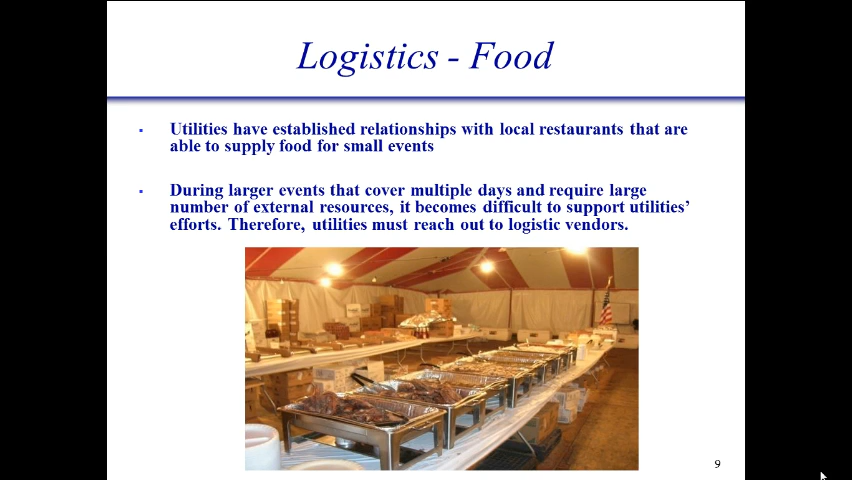 Logistics - Food
▪ Utilities have established relationships with local restaurants that are
able to supply food for small events
▪ During larger events that cover multiple days and require large
number of external resources, it becomes difficult to support utilities’
efforts. Therefore, utilities must reach out to logistic vendors.
9